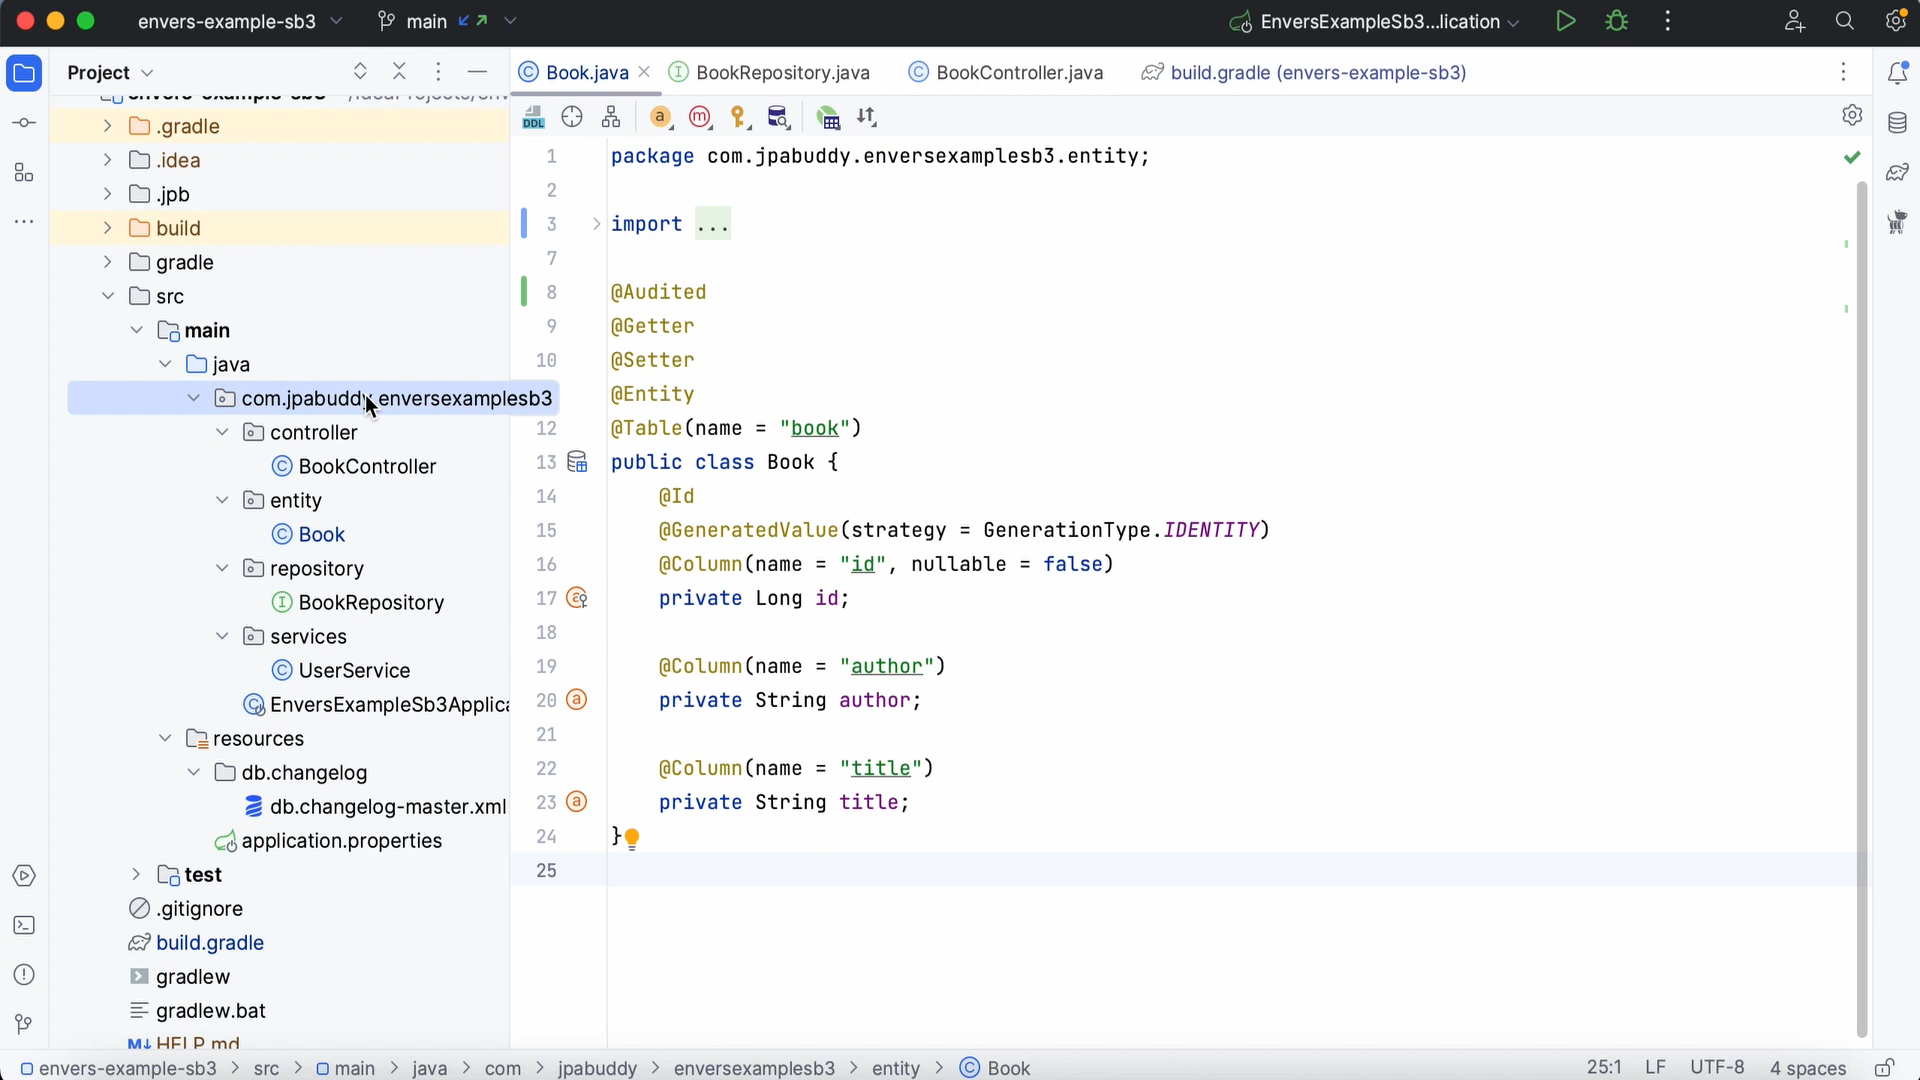 envers-example-sb3
main
EnversExampleSb3...lication
Project
Book.java
BookRepository.java
BookController.java
build.gradle (envers-example-sb3)
envers-example-sb3
.gradle
.idea
.jpb
build
gradle
src
main
java
com.jpabuddy.enversexamplesb3
controller
BookController
entity
Book
repository
BookRepository
services
UserService
EnversExampleSb3Applica
resources
db.changelog
db.changelog-master.xml
application.properties
test
.gitignore
build.gradle
gradlew
gradlew.bat
M↓ HELP.md
DDL
1 package com.jpabuddy.enversexamplesb3.entity;
2
3 import ...
7
8 @Audited
9 @Getter
10 @Setter
@Entity
12 @Table(name = "book")
13 public class Book {
14 @Id
15 @GeneratedValue(strategy = GenerationType.IDENTITY)
16 @Column(name = "id", nullable = false)
17 private Long id;
18
19 @Column(name = "author")
20 private String author;
21
22 @Column(name = "title")
23 private String title;
24 }
25
envers-example-sb3 > src > main > java > com > jpabuddy > enversexamplesb3 > entity > Book
25:1 LF UTF-8 4 spaces